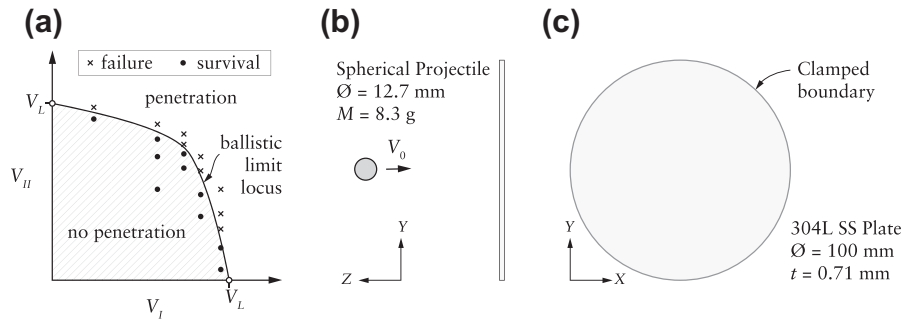 (a)
× failure • survival
V_L
penetration
ballistic
limit
locus
V_II
no penetration
V_I
V_L
(b)
Spherical Projectile
Ø = 12.7 mm
M = 8.3 g
V_0
Y
Z
(c)
Clamped
boundary
Y
X
304L SS Plate
Ø = 100 mm
t = 0.71 mm